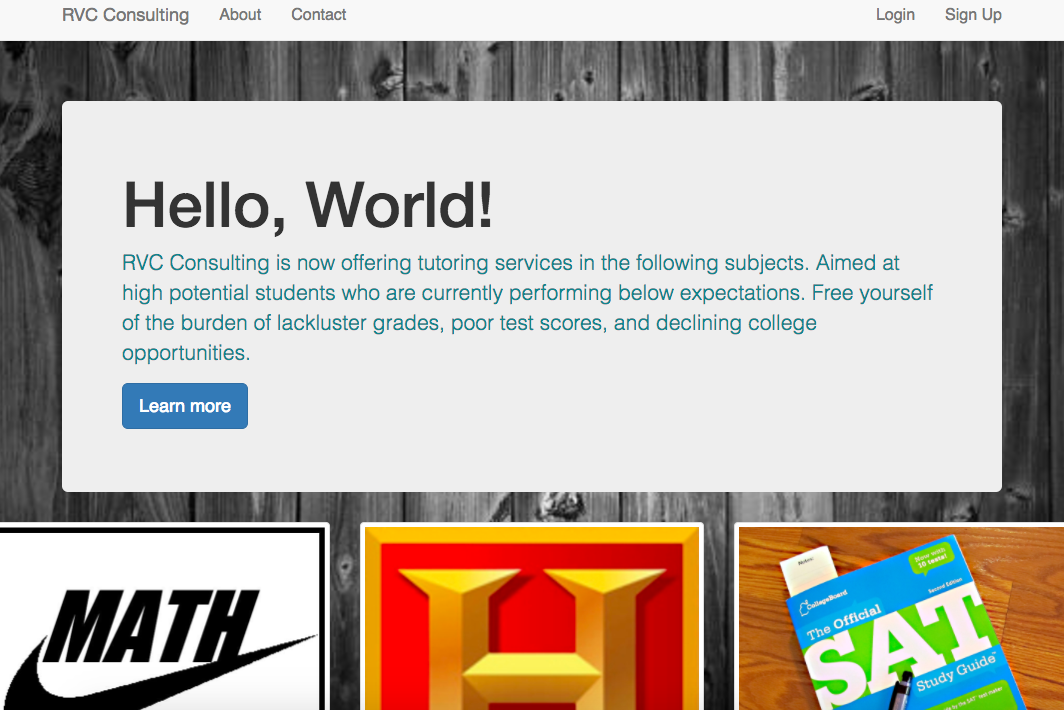 RVC Consulting About Contact Login Sign Up
Hello, World!
RVC Consulting is now offering tutoring services in the following subjects. Aimed at
high potential students who are currently performing below expectations. Free yourself
of the burden of lackluster grades, poor test scores, and declining college
opportunities.
Learn more
MATH
H
Notes
New with
10 tests!
CollegeBoard
Second Edition
The Official
SAT
Study Guide